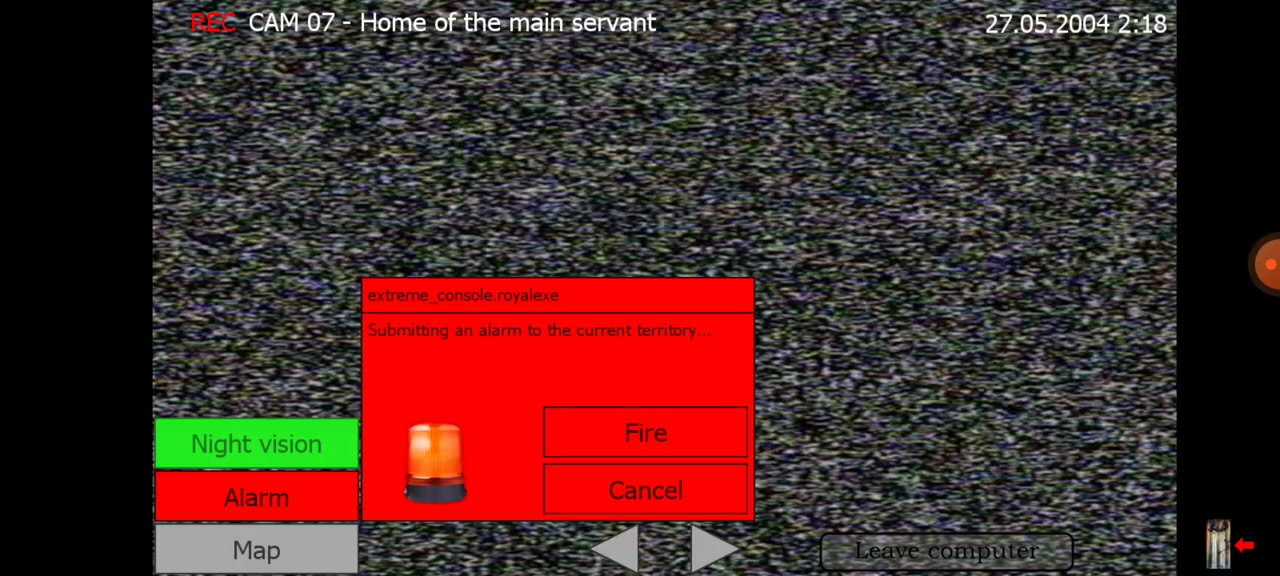 REC CAM 07 - Home of the main servant
27.05.2004 2:18
extreme_console.royalexe
Submitting an alarm to the current territory...
Fire
Cancel
Night vision
Alarm
Map
Leave computer